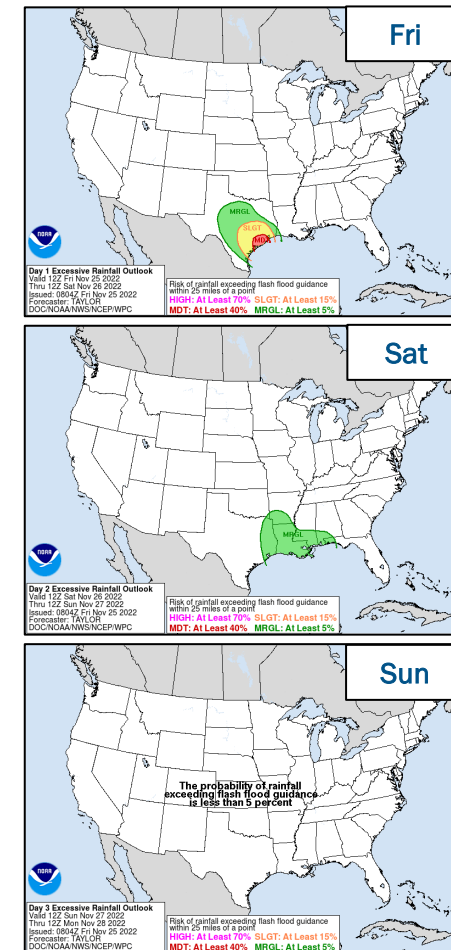 Fri
MRGL
SLGT
MDT
NOAA
Day 1 Excessive Rainfall Outlook
Valid 12Z Fri Nov 25 2022
Thru 12Z Sat Nov 26 2022
Issued: 0804Z Fri Nov 25 2022
Forecaster: TAYLOR
DOC/NOAA/NWS/NCEP/WPC
Risk of rainfall exceeding flash flood guidance
within 25 miles of a point
HIGH: At Least 70% SLGT: At Least 15%
MDT: At Least 40% MRGL: At Least 5%
Sat
MRGL
NOAA
Day 2 Excessive Rainfall Outlook
Valid 12Z Sat Nov 26 2022
Thru 12Z Sun Nov 27 2022
Issued: 0804Z Fri Nov 25 2022
Forecaster: TAYLOR
DOC/NOAA/NWS/NCEP/WPC
Risk of rainfall exceeding flash flood guidance
within 25 miles of a point
HIGH: At Least 70% SLGT: At Least 15%
MDT: At Least 40% MRGL: At Least 5%
Sun
The probability of rainfall
exceeding flash flood guidance
is less than 5 percent
NOAA
Day 3 Excessive Rainfall Outlook
Valid 12Z Sun Nov 27 2022
Thru 12Z Mon Nov 28 2022
Issued: 0804Z Fri Nov 25 2022
Forecaster: TAYLOR
DOC/NOAA/NWS/NCEP/WPC
Risk of rainfall exceeding flash flood guidance
within 25 miles of a point
HIGH: At Least 70% SLGT: At Least 15%
MDT: At Least 40% MRGL: At Least 5%